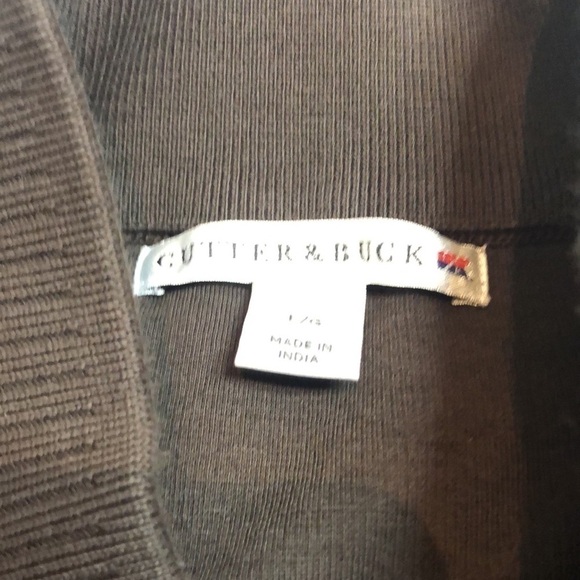 CUTTER & BUCK
L/G
MADE IN
INDIA